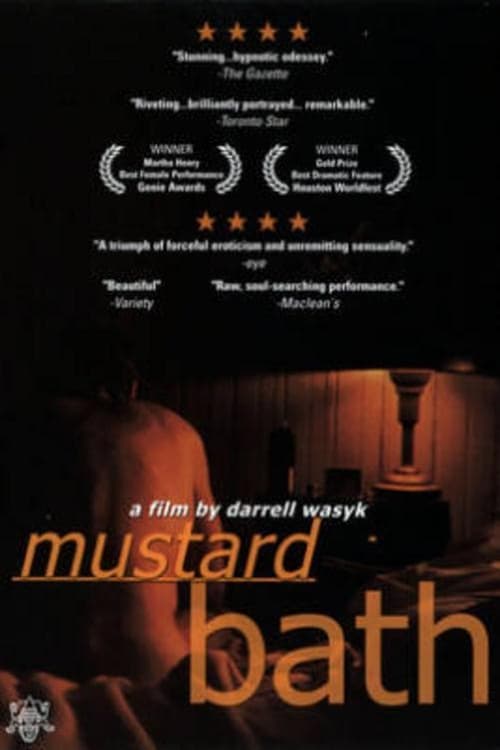 "Stunning...hypnotic odessey."
-The Gazette
"Riveting...brilliantly portrayed... remarkable."
-Toronto Star
WINNER
Martha Henry
Best Female Performance
Genie Awards
WINNER
Gold Prize
Best Dramatic Feature
Houston Worldfest
"A triumph of forceful eroticism and unremitting sensuality."
-eye
"Beautiful"
-Variety
"Raw, soul-searching performance."
-Maclean's
a film by darrell wasyk
mustard
bath